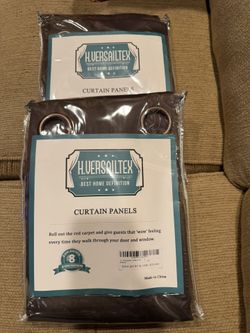 H.VERSAILTEX
BEST HOME DEFINITION
CURTAIN PANELS
H.VERSAILTEX
BEST HOME DEFINITION
CURTAIN PANELS
Roll out the red carpet and give guests that 'wow' feeling
every time they walk through your door and window.
Made in China